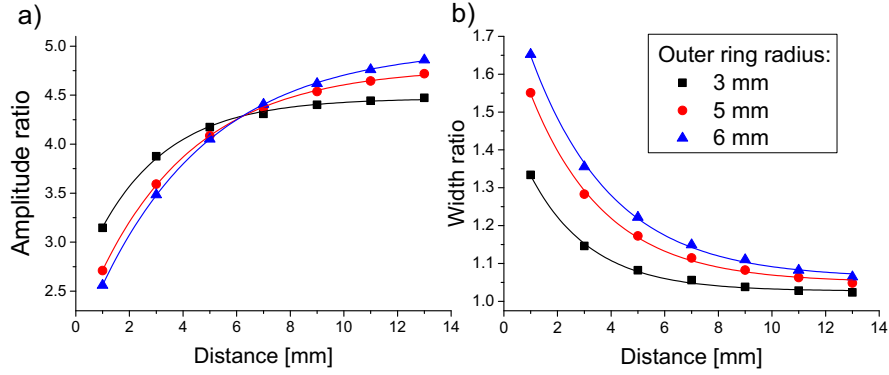 a)
Amplitude ratio
5.0
4.5
4.0
3.5
3.0
2.5
0 2 4 6 8 10 12 14
Distance [mm]
b)
Width ratio
1.7
1.6
1.5
1.4
1.3
1.2
1.1
1.0
Outer ring radius:
3 mm
5 mm
6 mm
0 2 4 6 8 10 12 14
Distance [mm]